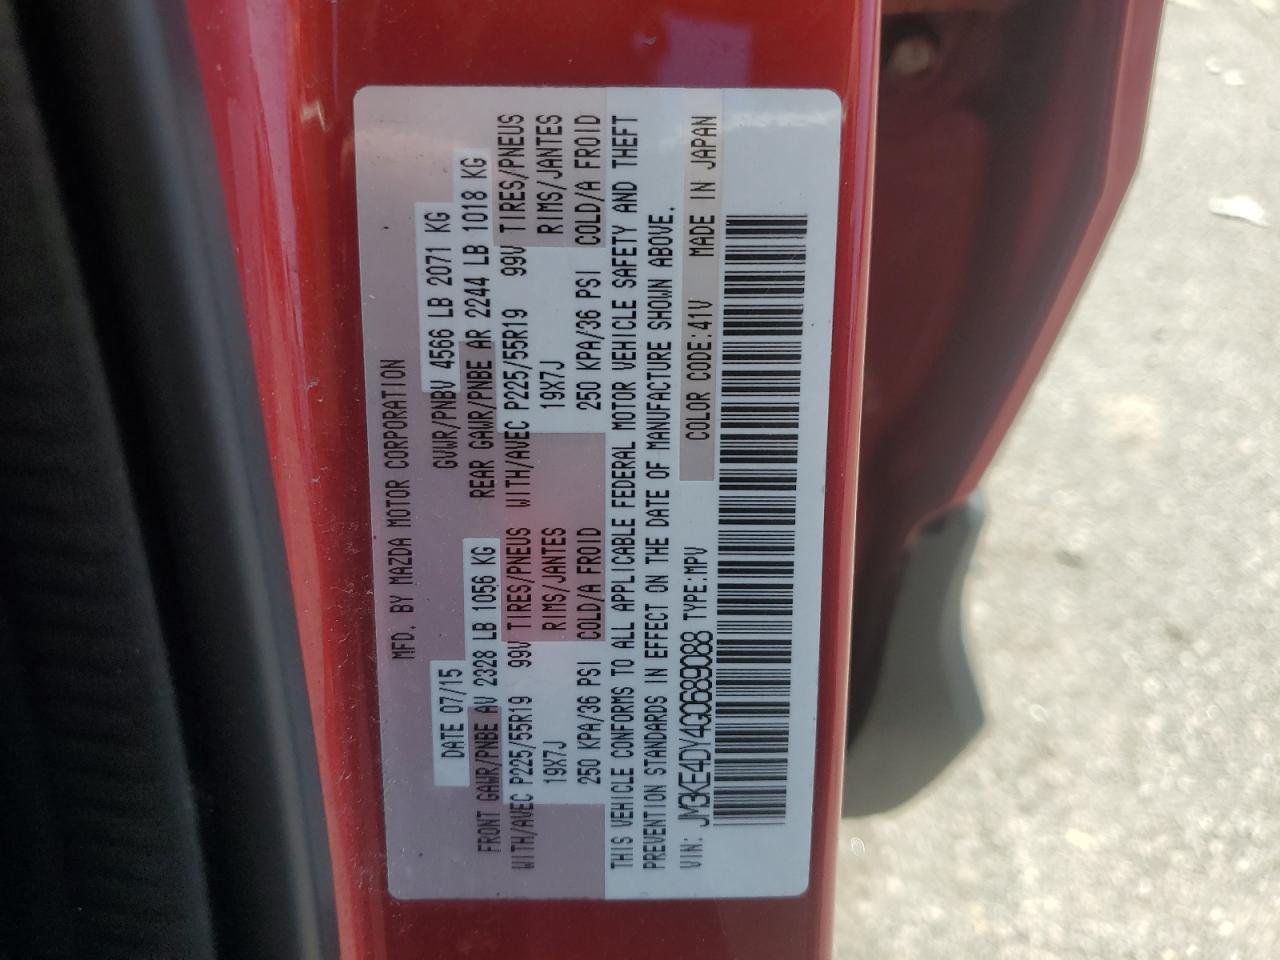 MFD. BY MAZDA MOTOR CORPORATION
DATE 07/15 GVWR/PNBV 4566 LB 2071 KG
FRONT GAWR/PNBE AV 2328 LB 1056 KG REAR GAWR/PNBE AR 2244 LB 1018 KG
WITH/AVEC P225/55R19 99V TIRES/PNEUS WITH/AVEC P225/55R19 99V TIRES/PNEUS
19X7J RIMS/JANTES 19X7J RIMS/JANTES
250 KPA/36 PSI COLD/A FROID 250 KPA/36 PSI COLD/A FROID
THIS VEHICLE CONFORMS TO ALL APPLICABLE FEDERAL MOTOR VEHICLE SAFETY AND THEFT
PREVENTION STANDARDS IN EFFECT ON THE DATE OF MANUFACTURE SHOWN ABOVE.
VIN: JM3KE4DY4G0689088 TYPE:MPV COLOR CODE:41V MADE IN JAPAN